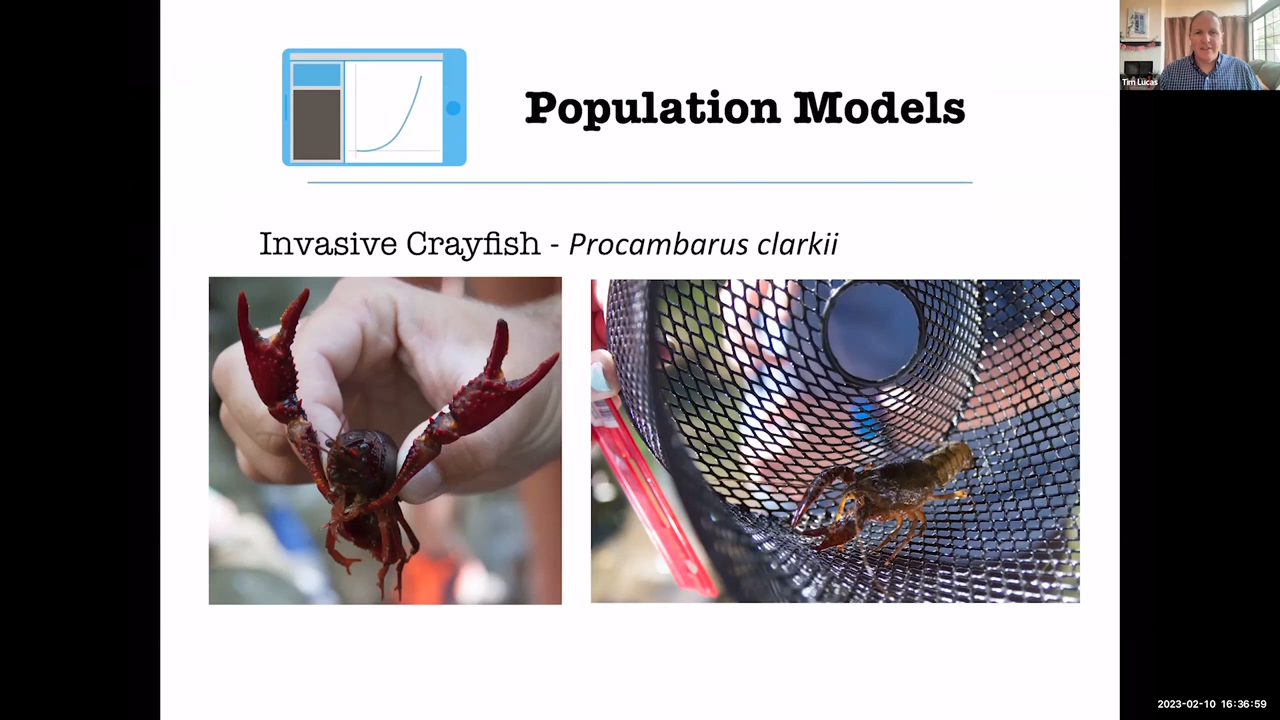 Population Models
Tim Lucas
Invasive Crayfish - Procambarus clarkii
2023-02-10 16:36:59